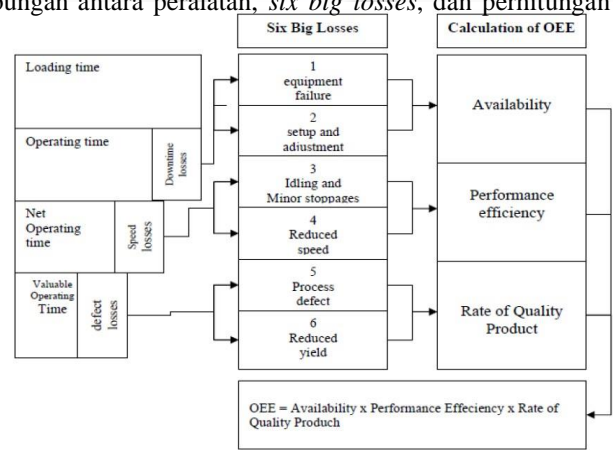 bungan antara peralatan, six big losses, dan perhitungan
Six Big Losses
Calculation of OEE
Loading time
Operating time
Downtime
losses
Net
Operating
time
Speed
losses
Valuable
Operating
Time
defect
losses
1
equipment
failure
2
setup and
adjustment
3
Idling and
Minor stoppages
4
Reduced
speed
5
Process
defect
6
Reduced
yield
Availability
Performance
efficiency
Rate of Quality
Product
OEE = Availability x Performance Effeciency x Rate of
Quality Produch